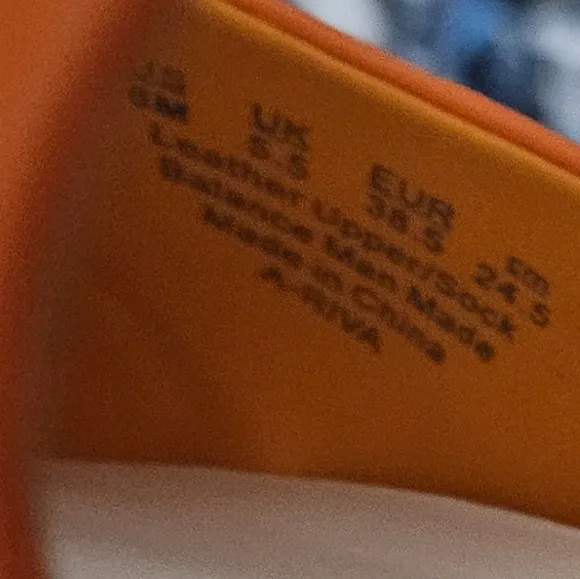 US UK EUR cm
8M 5.5 38.5 24.5
Leather Upper/Sock
Balance Man Made
Made in China
A-RIVA